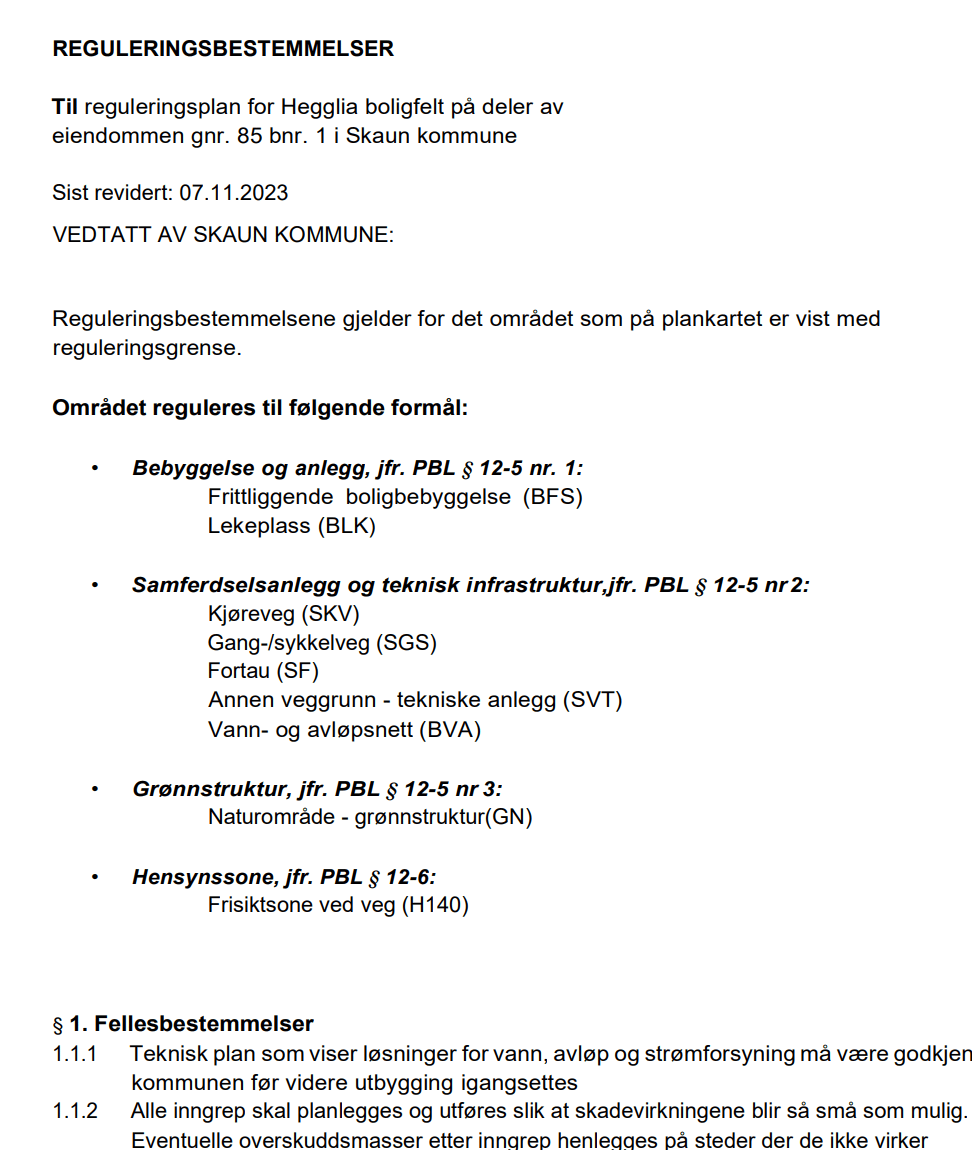 REGULERINGSBESTEMMELSER
Til reguleringsplan for Hegglia boligfelt på deler av
eiendommen gnr. 85 bnr. 1 i Skaun kommune
Sist revidert: 07.11.2023
VEDTATT AV SKAUN KOMMUNE:
Reguleringsbestemmelsene gjelder for det området som på plankartet er vist med
reguleringsgrense.
Området reguleres til følgende formål:
• Bebyggelse og anlegg, jfr. PBL § 12-5 nr. 1:
Frittliggende boligbebyggelse (BFS)
Lekeplass (BLK)
• Samferdselsanlegg og teknisk infrastruktur,jfr. PBL § 12-5 nr 2:
Kjøreveg (SKV)
Gang-/sykkelveg (SGS)
Fortau (SF)
Annen veggrunn - tekniske anlegg (SVT)
Vann- og avløpsnett (BVA)
• Grønnstruktur, jfr. PBL § 12-5 nr 3:
Naturområde - grønnstruktur(GN)
• Hensynssone, jfr. PBL § 12-6:
Frisiktsone ved veg (H140)
§ 1. Fellesbestemmelser
1.1.1 Teknisk plan som viser løsninger for vann, avløp og strømforsyning må være godkjen
kommunen før videre utbygging igangsettes
1.1.2 Alle inngrep skal planlegges og utføres slik at skadevirkningene blir så små som mulig.
Eventuelle overskuddsmasser etter inngrep henlegges på steder der de ikke virker